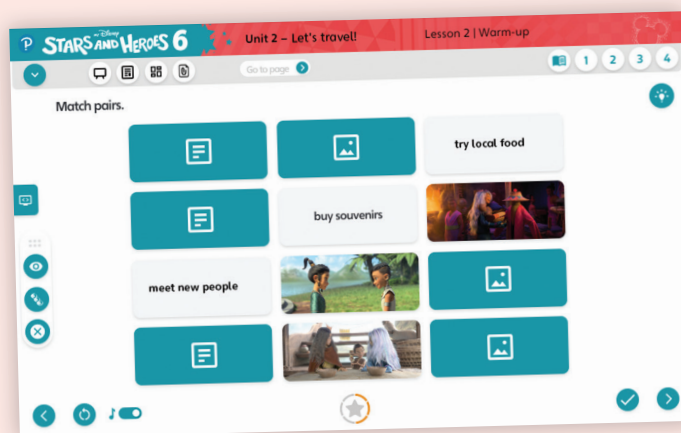 Disney
STARS AND HEROES 6
Unit 2 – Let's travel!
Lesson 2 | Warm-up
Go to page
1 2 3 4
Match pairs.
try local food
buy souvenirs
meet new people